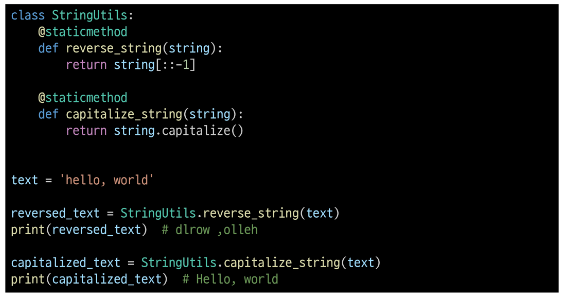 class StringUtils:
    @staticmethod
    def reverse_string(string):
        return string[::-1]

    @staticmethod
    def capitalize_string(string):
        return string.capitalize()


text = 'hello, world'

reversed_text = StringUtils.reverse_string(text)
print(reversed_text)  # dlrow ,olleh

capitalized_text = StringUtils.capitalize_string(text)
print(capitalized_text)  # Hello, world